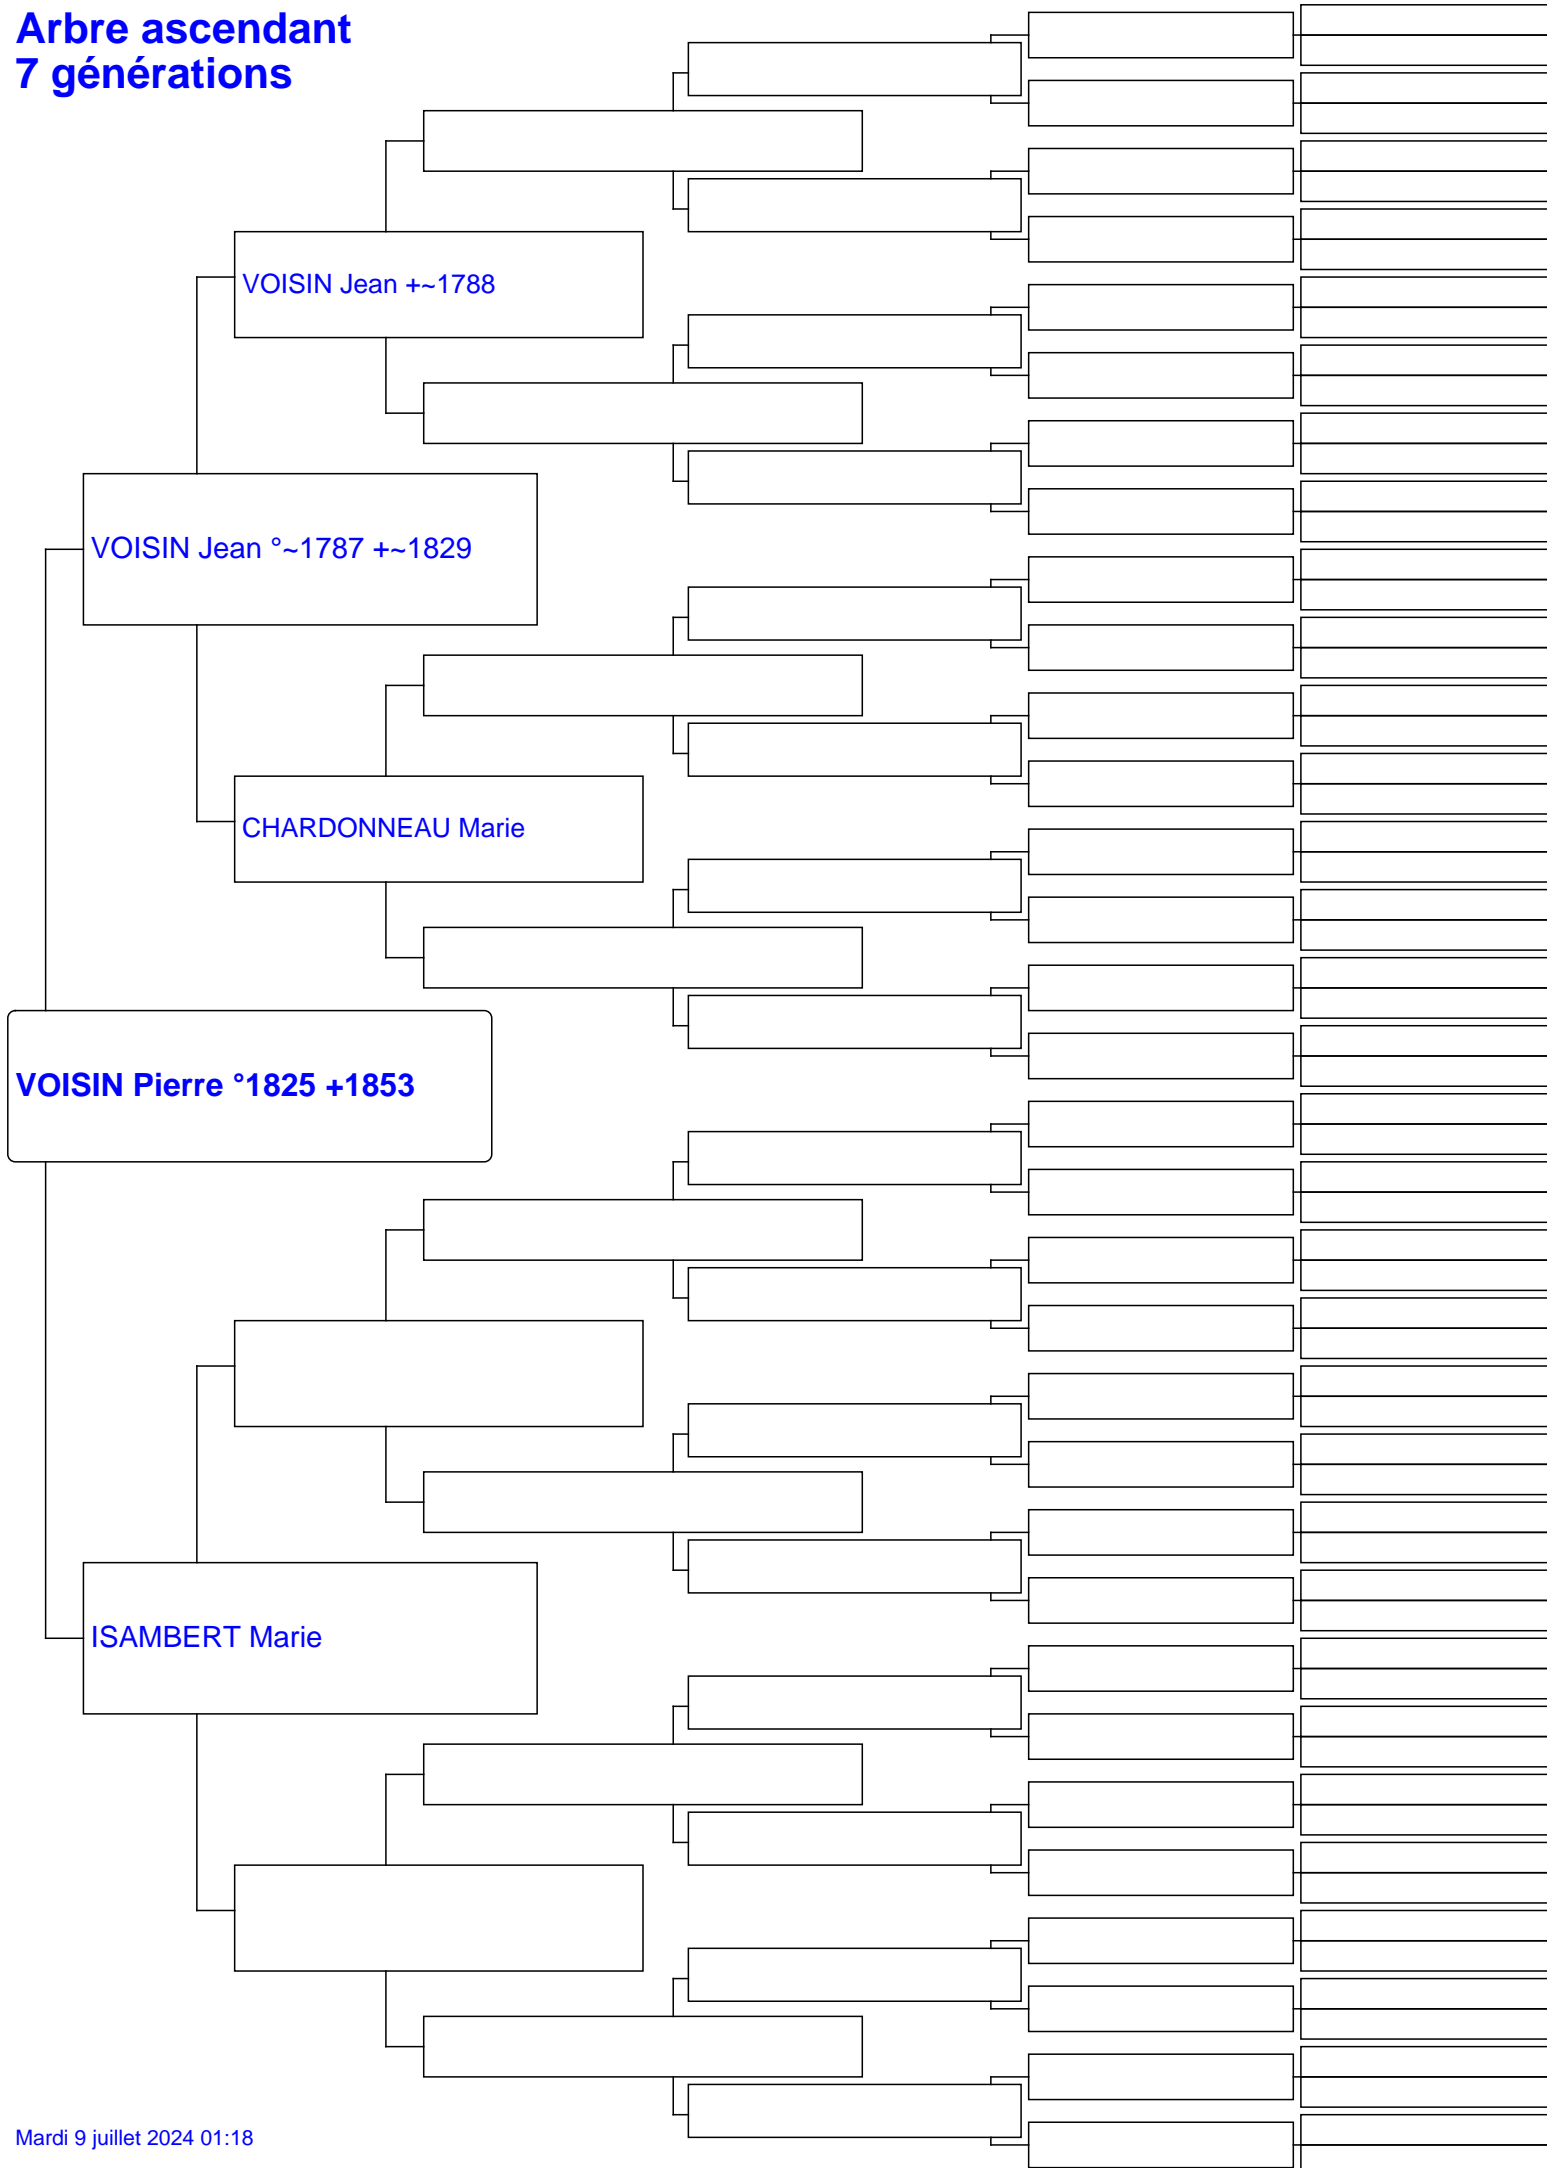 Arbre ascendant
7 générations
VOISIN Jean +~1788
VOISIN Jean °~1787 +~1829
CHARDONNEAU Marie
VOISIN Pierre °1825 +1853
ISAMBERT Marie
Mardi 9 juillet 2024 01:18